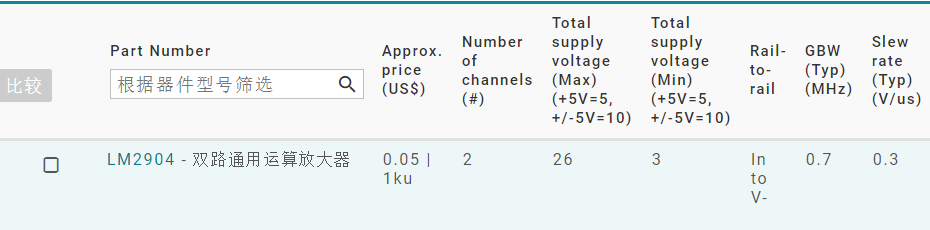 Part Number
Approx.
price
(US$)
Number
of
channels
(#)
Total
supply
voltage
(Max)
(+5V=5,
+/-5V=10)
Total
supply
voltage
(Min)
(+5V=5,
+/-5V=10)
Rail-
to-
rail
GBW
(Typ)
(MHz)
Slew
rate
(Typ)
(V/us)
比较
根据器件型号筛选
LM2904 - 双路通用运算放大器
0.05 |
1ku
2
26
3
In
to
V-
0.7
0.3